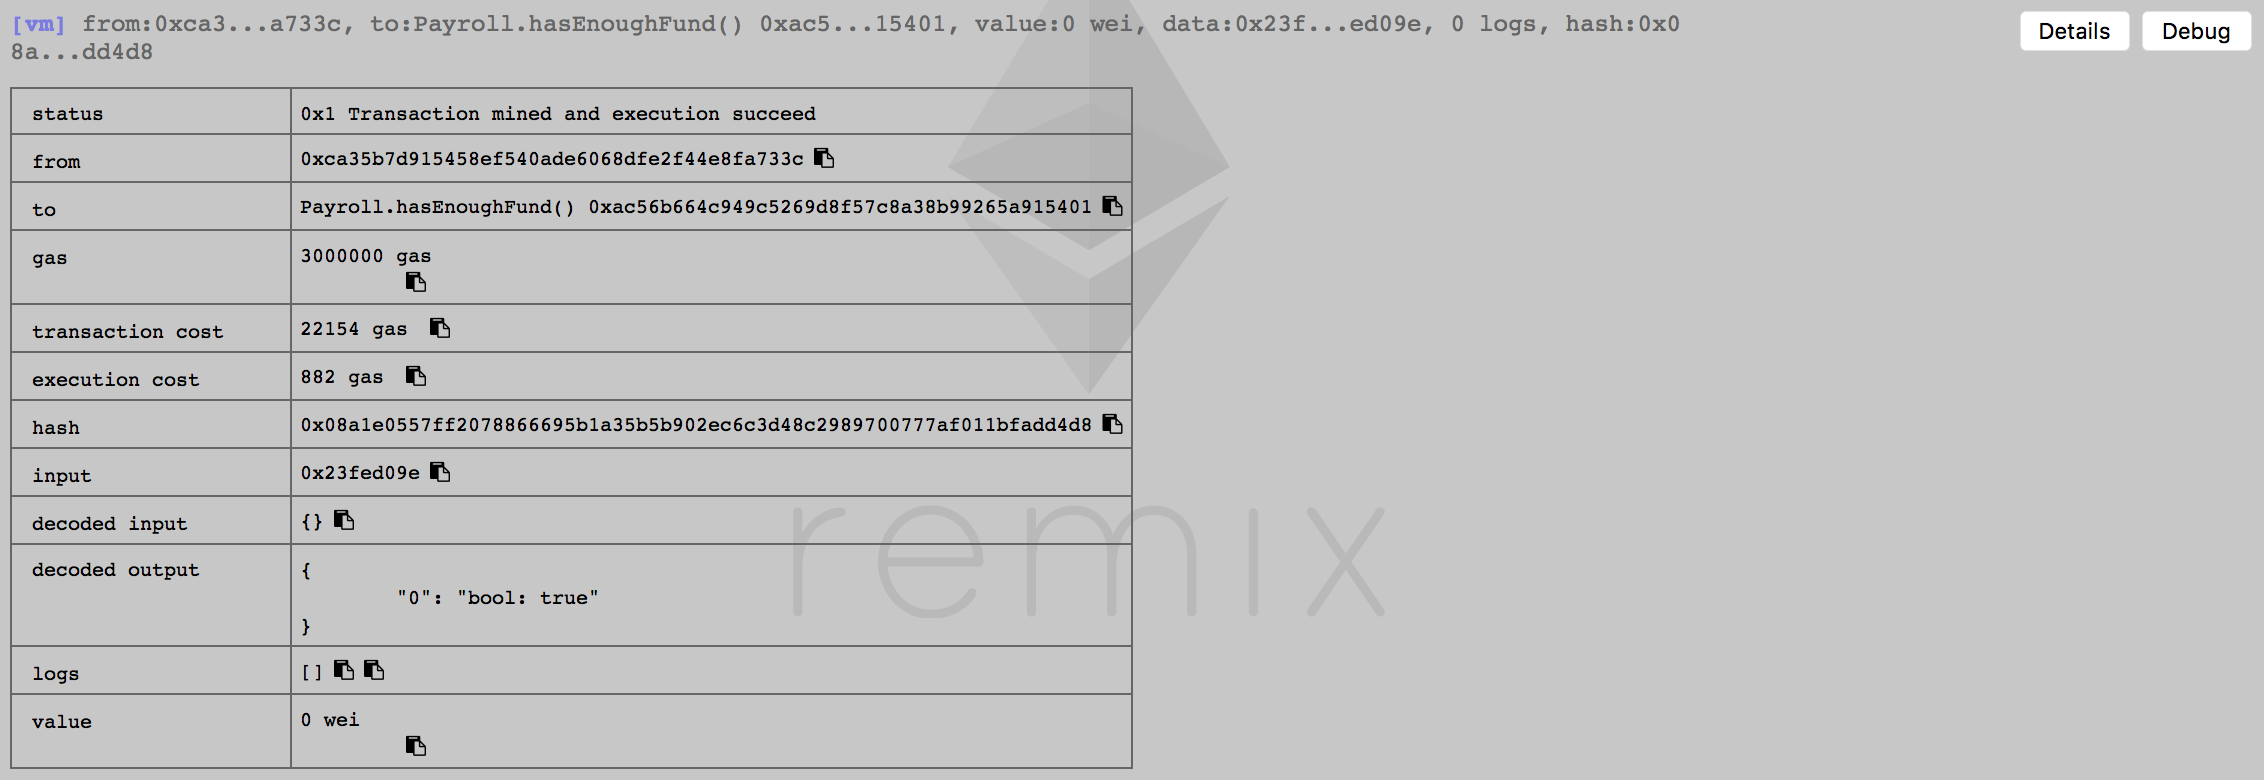 [vm] from:0xca3...a733c, to:Payroll.hasEnoughFund() 0xac5...15401, value:0 wei, data:0x23f...ed09e, 0 logs, hash:0x0
8a...dd4d8
Details
Debug
status
0x1 Transaction mined and execution succeed
from
0xca35b7d915458ef540ade6068dfe2f44e8fa733c
to
Payroll.hasEnoughFund() 0xac56b664c949c5269d8f57c8a38b99265a915401
gas
3000000 gas
transaction cost
22154 gas
execution cost
882 gas
hash
0x08a1e0557ff2078866695b1a35b5b902ec6c3d48c2989700777af011bfadd4d8
input
0x23fed09e
decoded input
{}
decoded output
{
"0": "bool: true"
}
logs
[]
value
0 wei
remix